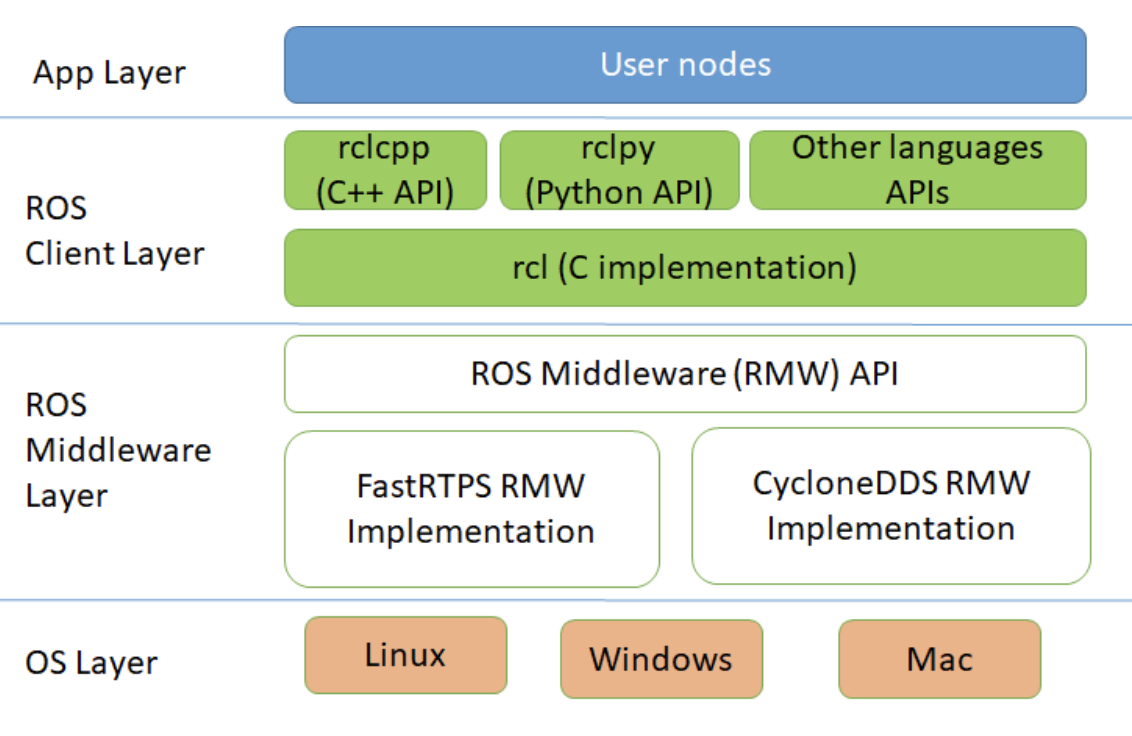 App Layer
User nodes
rclcpp
(C++ API)
rclpy
(Python API)
Other languages
APIs
ROS
Client Layer
rcl (C implementation)
ROS Middleware (RMW) API
ROS
Middleware
Layer
FastRTPS RMW
Implementation
CycloneDDS RMW
Implementation
OS Layer
Linux
Windows
Mac